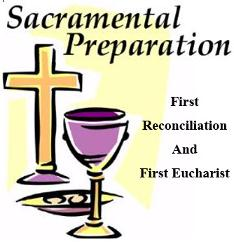 Sacramental
Preparation
First
Reconciliation
And
First Eucharist